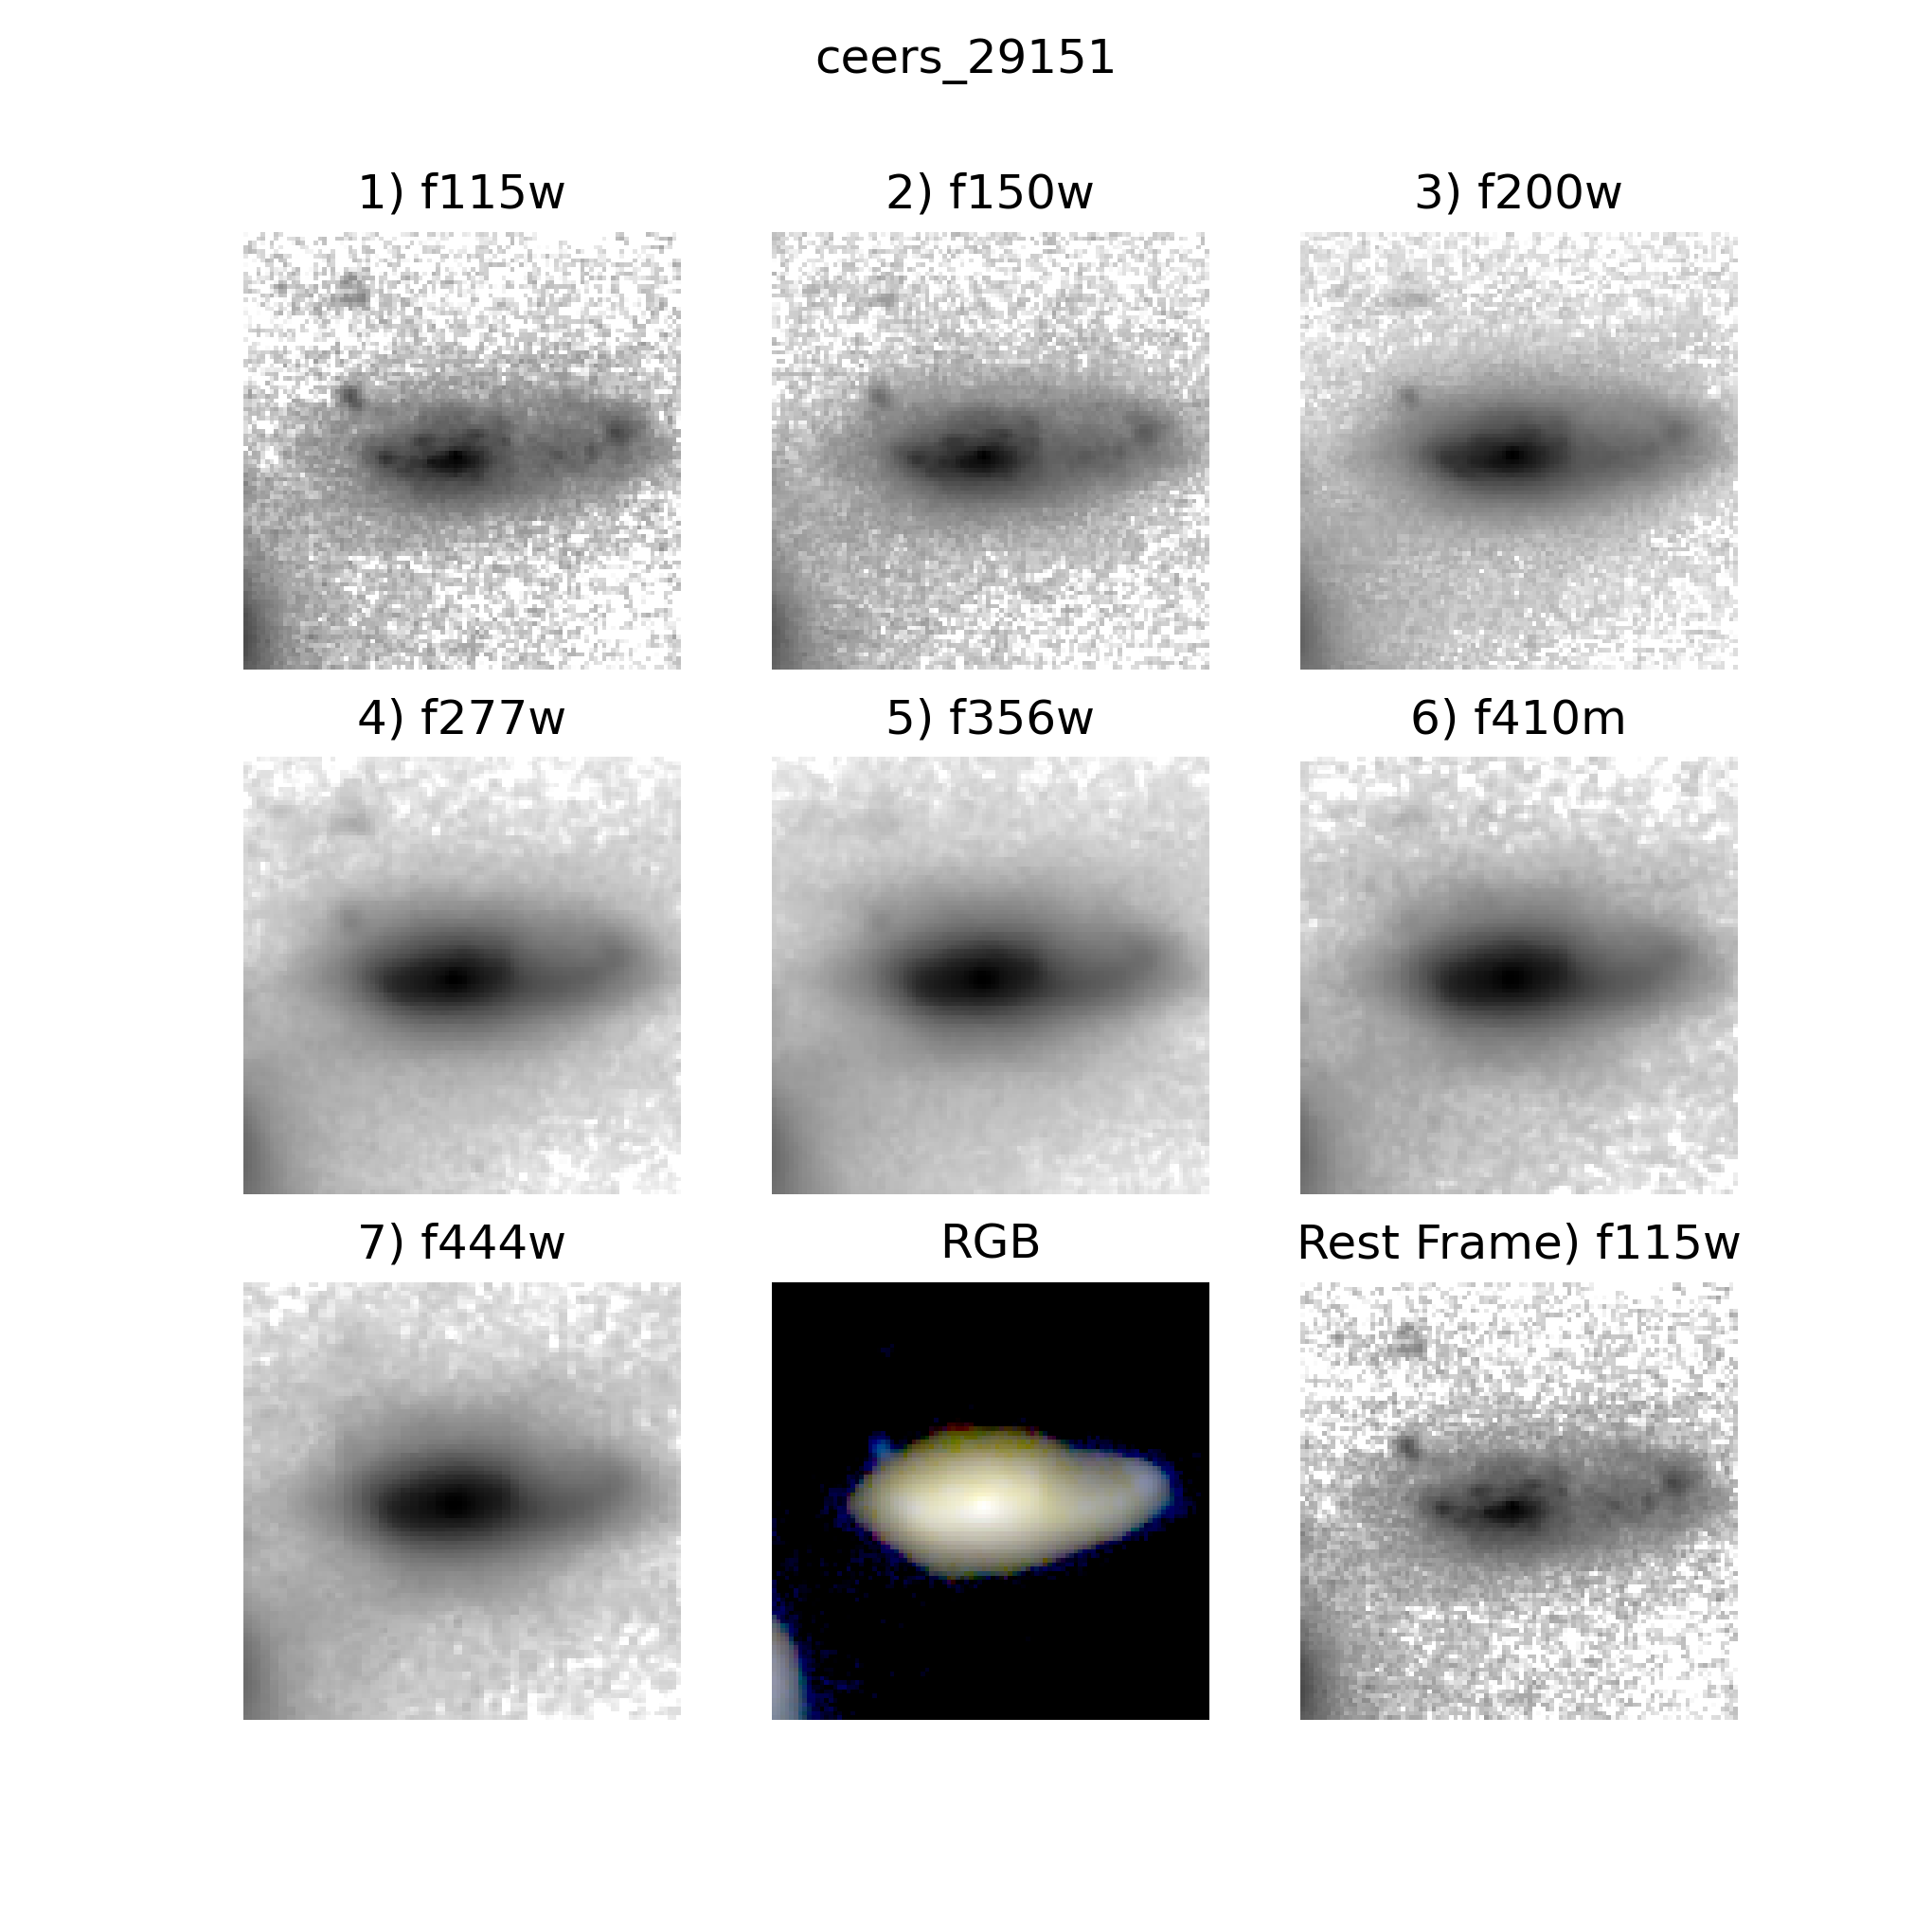 ceers_29151
1) f115w
2) f150w
3) f200w
4) f277w
5) f356w
6) f410m
7) f444w
RGB
Rest Frame) f115w